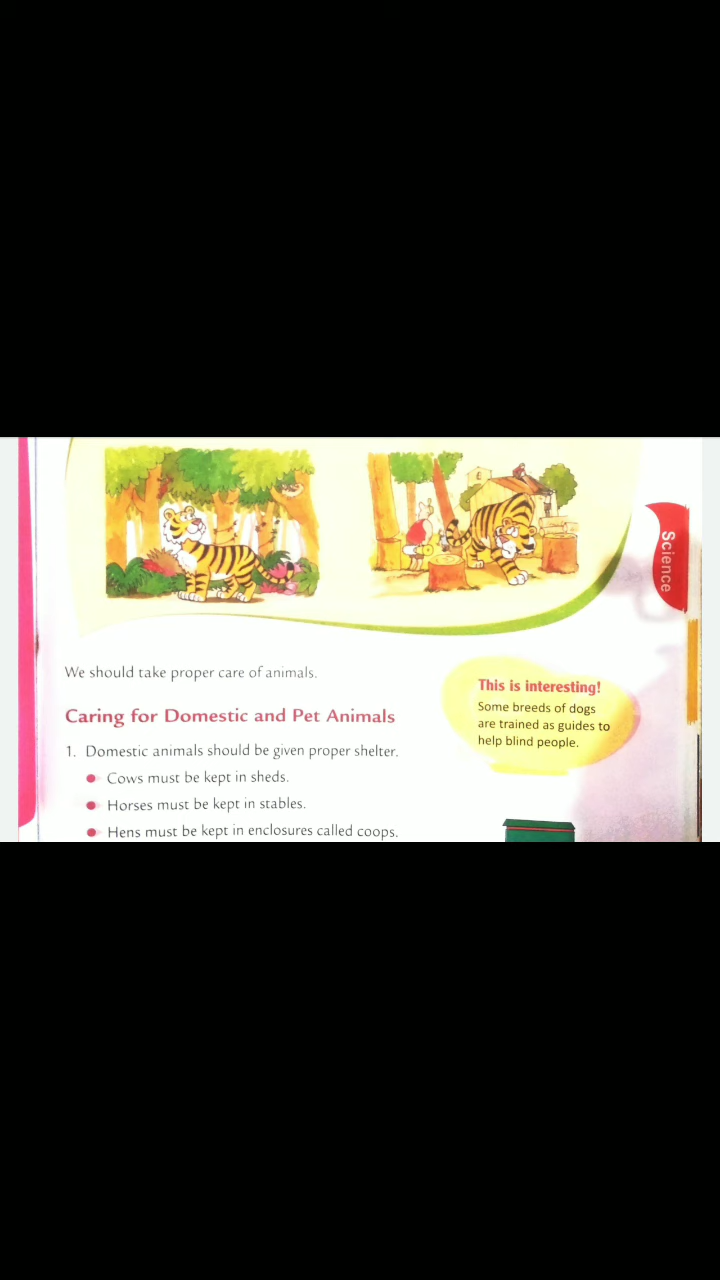 Science
We should take proper care of animals.
This is interesting!
Some breeds of dogs
are trained as guides to
help blind people.
Caring for Domestic and Pet Animals
1. Domestic animals should be given proper shelter.
● Cows must be kept in sheds.
● Horses must be kept in stables.
● Hens must be kept in enclosures called coops.